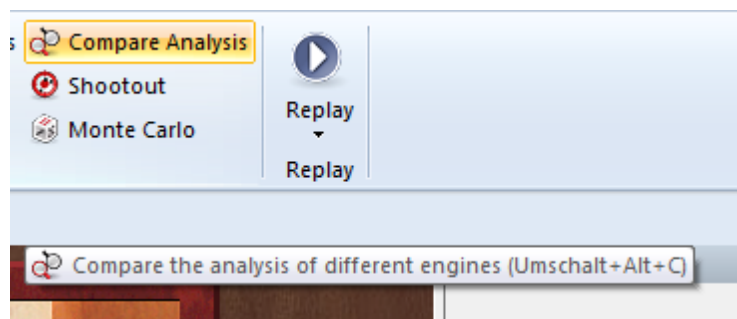 s Compare Analysis
Shootout
Monte Carlo
Replay
Replay
Compare the analysis of different engines (Umschalt+Alt+C)